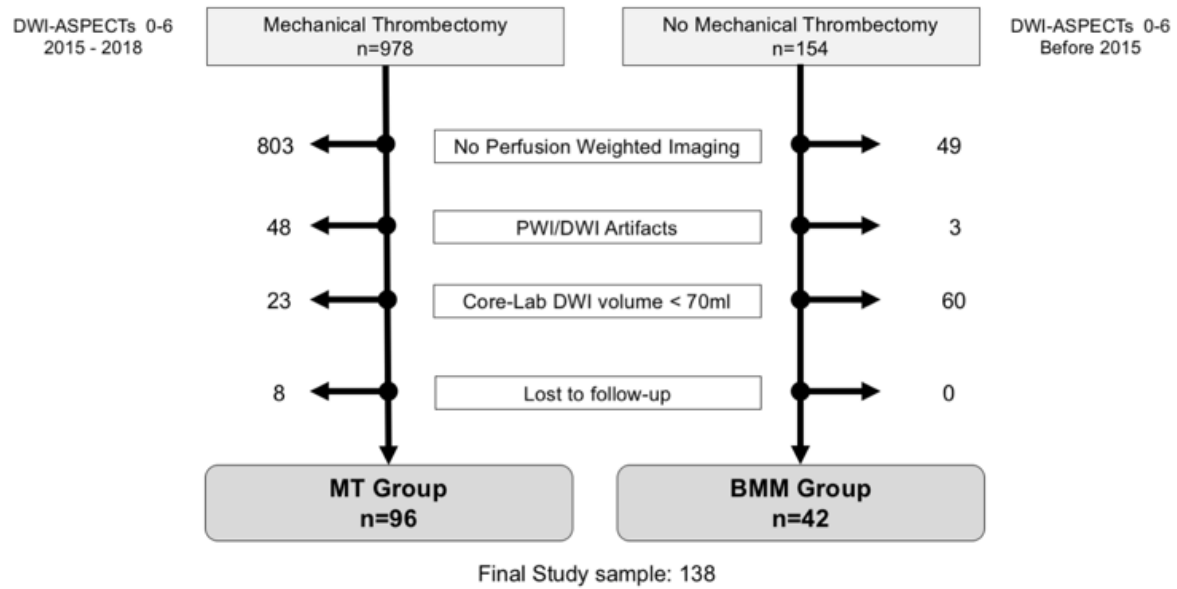 DWI-ASPECTs 0-6
2015 - 2018
Mechanical Thrombectomy
n=978
No Mechanical Thrombectomy
n=154
DWI-ASPECTs 0-6
Before 2015
803
No Perfusion Weighted Imaging
49
48
PWI/DWI Artifacts
3
23
Core-Lab DWI volume < 70ml
60
8
Lost to follow-up
0
MT Group
n=96
BMM Group
n=42
Final Study sample: 138